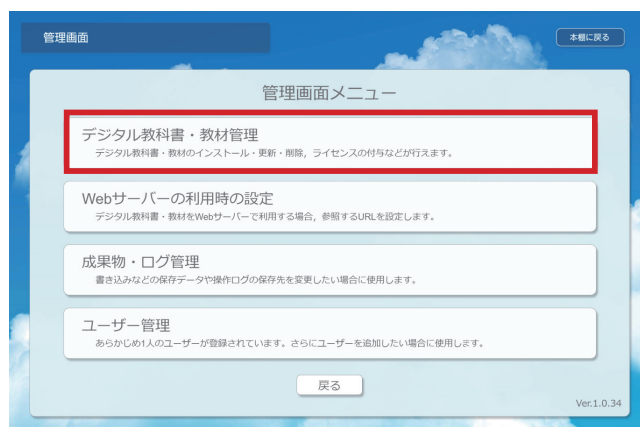 管理画面
本棚に戻る
管理画面メニュー
デジタル教科書・教材管理
デジタル教科書・教材のインストール・更新・削除，ライセンスの付与などが行えます。
Webサーバーの利用時の設定
デジタル教科書・教材をWebサーバーで利用する場合，参照するURLを設定します。
成果物・ログ管理
書き込みなどの保存データや操作ログの保存先を変更したい場合に使用します。
ユーザー管理
あらかじめ1人のユーザーが登録されています。さらにユーザーを追加したい場合に使用します。
戻る
Ver.1.0.34